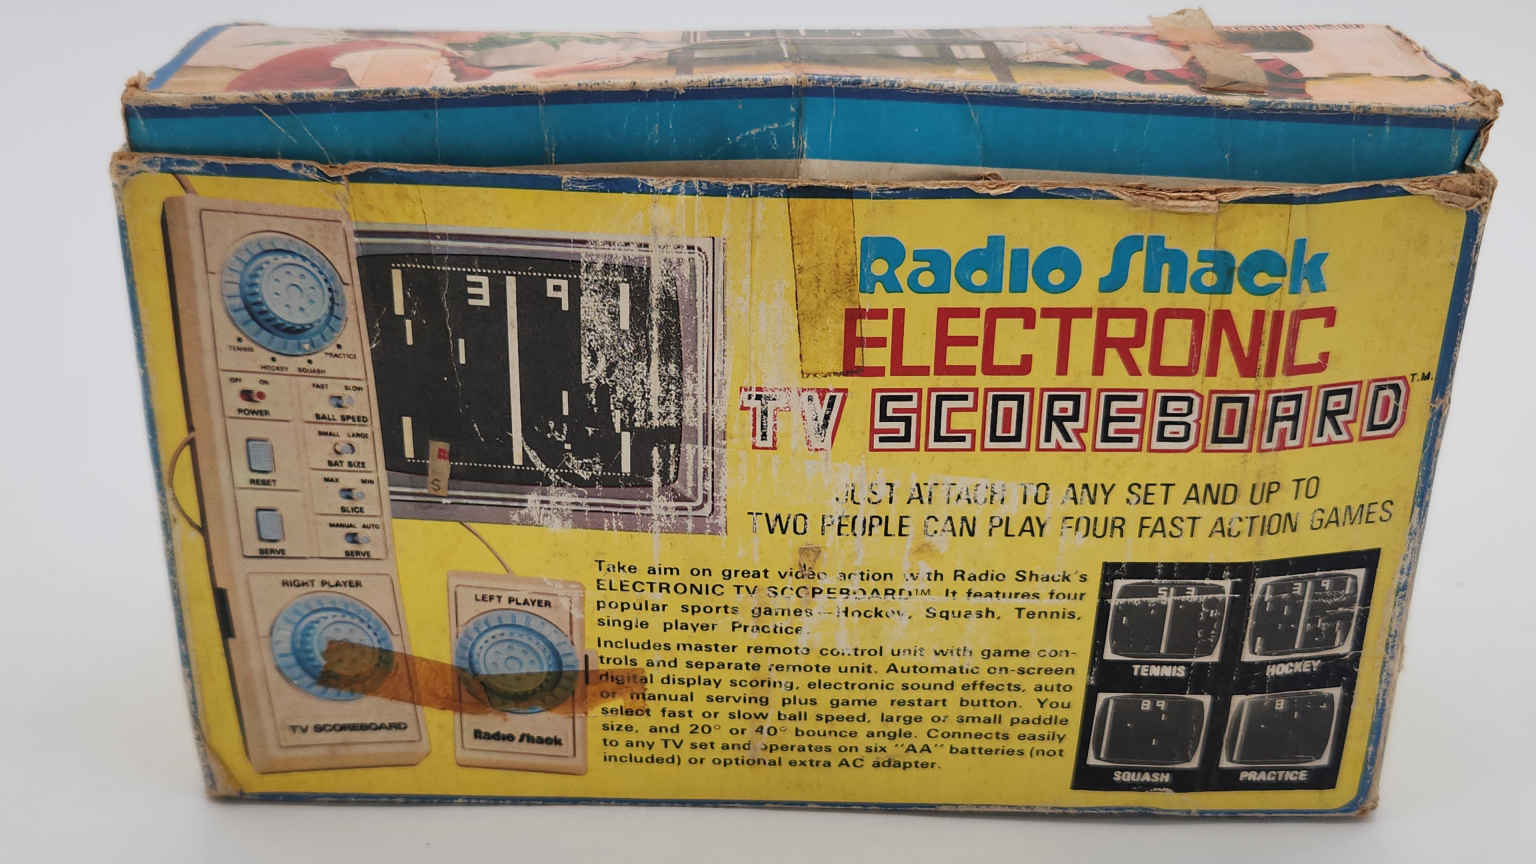 3 9
TENNIS
HOCKEY SQUASH
PRACTICE
OFF ON
POWER
FAST SLOW
BALL SPEED
SMALL LARGE
BAT SIZE
RESET
MAX MIN
SLICE
SERVE
MANUAL AUTO
SERVE
RIGHT PLAYER
TV SCOREBOARD
LEFT PLAYER
Radio Shack
Radio Shack
ELECTRONIC
TV SCOREBOARD T.M.
JUST ATTACH TO ANY SET AND UP TO
TWO PEOPLE CAN PLAY FOUR FAST ACTION GAMES
Take aim on great video action with Radio Shack's
ELECTRONIC TV SCOREBOARD™. It features four
popular sports games—Hockey, Squash, Tennis,
single player Practice.
Includes master remote control unit with game con-
trols and separate remote unit. Automatic on-screen
digital display scoring, electronic sound effects, auto
or manual serving plus game restart button. You
select fast or slow ball speed, large or small paddle
size, and 20° or 40° bounce angle. Connects easily
to any TV set and operates on six "AA" batteries (not
included) or optional extra AC adapter.
TENNIS
3 9
HOCKEY
8 9
SQUASH
8
PRACTICE